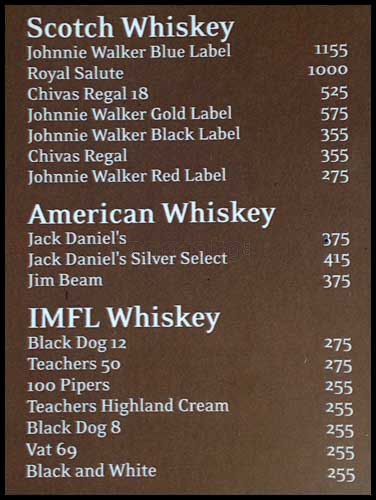 Scotch Whiskey
Johnnie Walker Blue Label 1155
Royal Salute 1000
Chivas Regal 18 525
Johnnie Walker Gold Label 575
Johnnie Walker Black Label 355
Chivas Regal 355
Johnnie Walker Red Label 275
American Whiskey
Jack Daniel's 375
Jack Daniel's Silver Select 415
Jim Beam 375
IMFL Whiskey
Black Dog 12 275
Teachers 50 275
100 Pipers 255
Teachers Highland Cream 255
Black Dog 8 255
Vat 69 255
Black and White 255